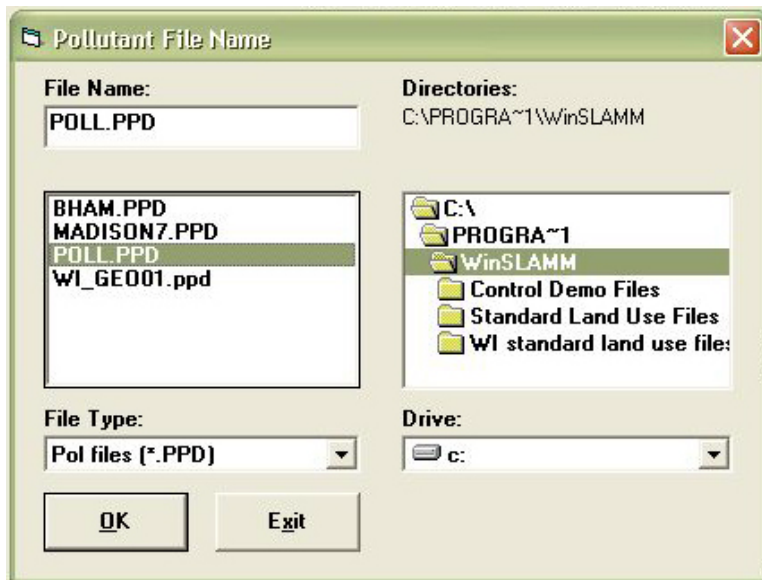 Pollutant File Name
File Name:
POLL.PPD
Directories:
C:\PROGRA~1\WinSLAMM
BHAM.PPD
MADISON7.PPD
POLL.PPD
WI_GEO01.ppd
C:\
PROGRA~1
WinSLAMM
Control Demo Files
Standard Land Use Files
WI standard land use files
File Type:
Pol files (*.PPD)
Drive:
c:
OK
Exit